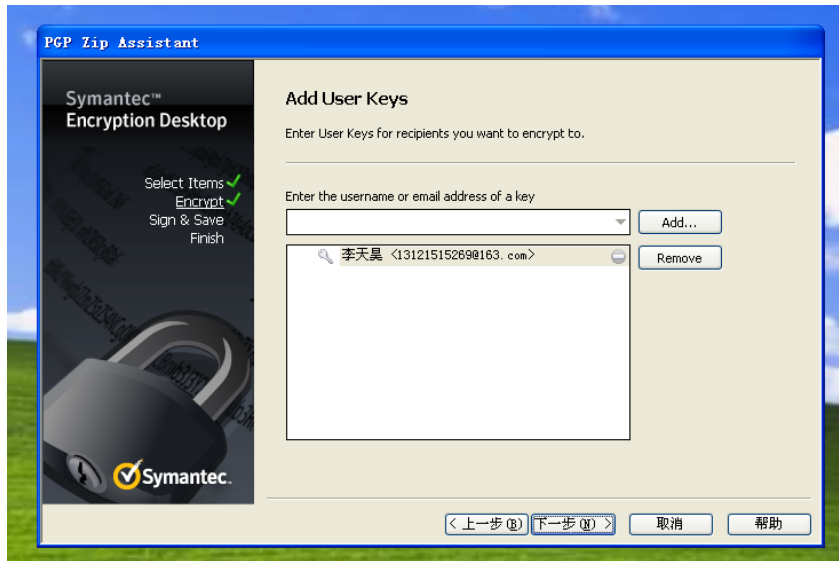 PGP Zip Assistant
Symantec™
Encryption Desktop
Select Items
Encrypt
Sign & Save
Finish
Symantec.
Add User Keys
Enter User Keys for recipients you want to encrypt to.
Enter the username or email address of a key
Add...
李天昊 <13121515269@163.com>
Remove
< 上一步(B) 下一步(N) > 取消 帮助